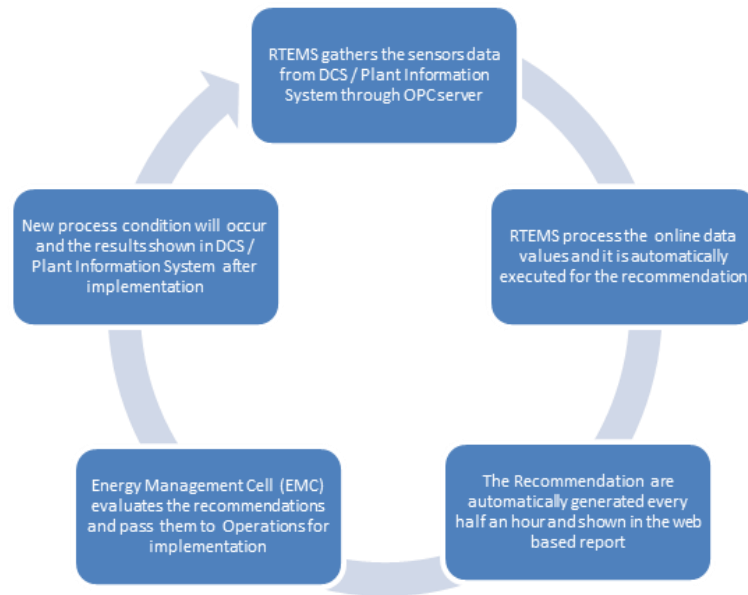 RTEMS gathers the sensors data
from DCS / Plant Information
System through OPC server
RTEMS process the online data
values and it is automatically
executed for the recommendation
The Recommendation are
automatically generated every
half an hour and shown in the web
based report
Energy Management Cell (EMC)
evaluates the recommendations
and pass them to Operations for
implementation
New process condition will occur
and the results shown in DCS /
Plant Information System after
implementation